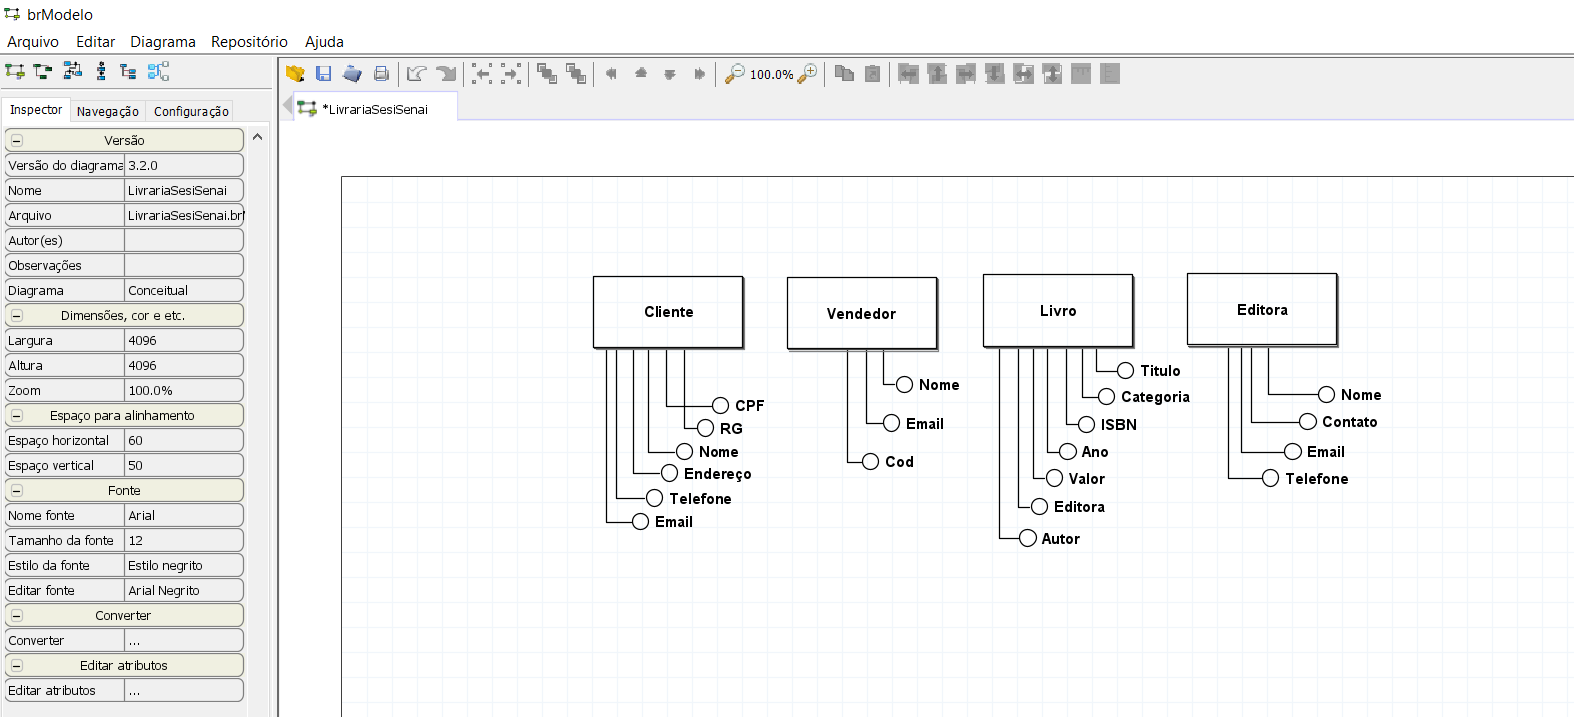 brModelo
Arquivo Editar Diagrama Repositório Ajuda
100.0%
Inspector Navegação Configuração
*LivrariaSesiSenai
Versão
Versão do diagrama 3.2.0
Nome LivrariaSesiSenai
Arquivo LivrariaSesiSenai.br
Autor(es)
Observações
Diagrama Conceitual
Dimensões, cor e etc.
Largura 4096
Altura 4096
Zoom 100.0%
Espaço para alinhamento
Espaço horizontal 60
Espaço vertical 50
Fonte
Nome fonte Arial
Tamanho da fonte 12
Estilo da fonte Estilo negrito
Editar fonte Arial Negrito
Converter
Converter ...
Editar atributos
Editar atributos ...
Cliente
CPF
RG
Nome
Endereço
Telefone
Email
Vendedor
Nome
Email
Cod
Livro
Titulo
Categoria
ISBN
Ano
Valor
Editora
Autor
Editora
Nome
Contato
Email
Telefone